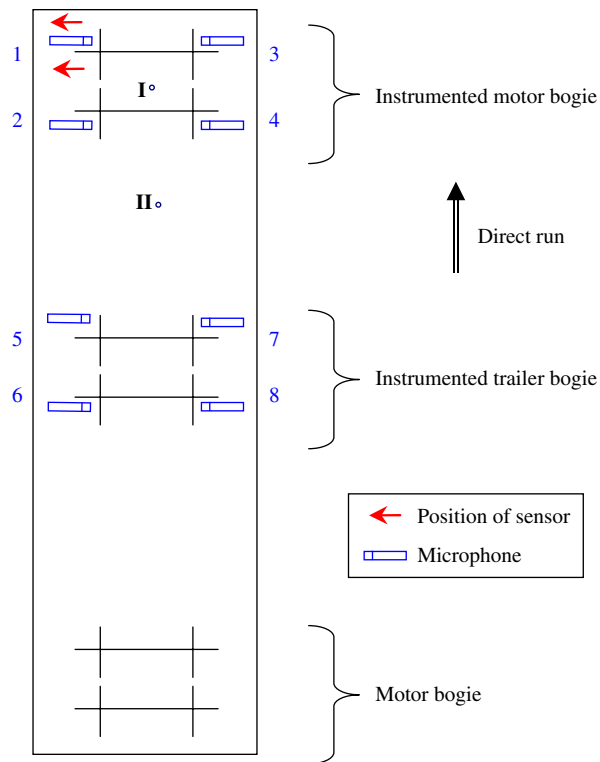 1
3
I
Instrumented motor bogie
2
4
II
Direct run
5
7
Instrumented trailer bogie
6
8
Position of sensor
Microphone
Motor bogie